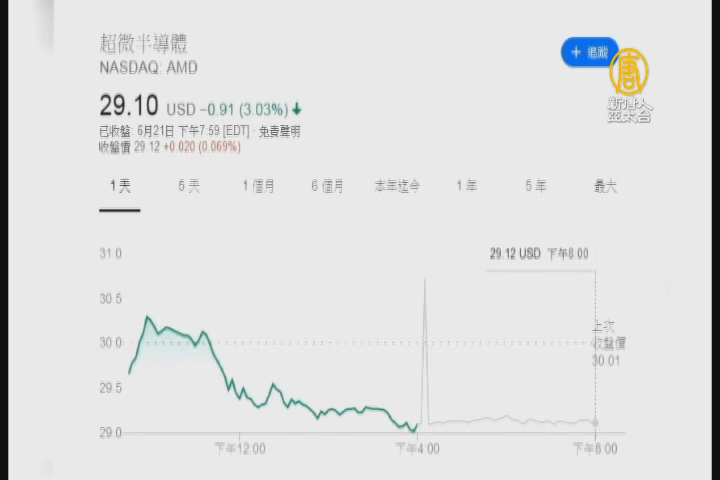 超微半導體
NASDAQ: AMD
+ 追蹤
唐
新唐人
亞太台
29.10 USD −0.91 (3.03%)
已收盤: 6月21日 下午7:59 [EDT] · 免責聲明
收盤價 29.12 +0.020 (0.069%)
1 天 5 天 1 個月 6 個月 本年迄今 1 年 5 年 最大
29.12 USD 下午8:00
31.0
30.5
30.0
29.5
29.0
上次
收盤價
30.01
下午12:00 下午4:00 下午8:00